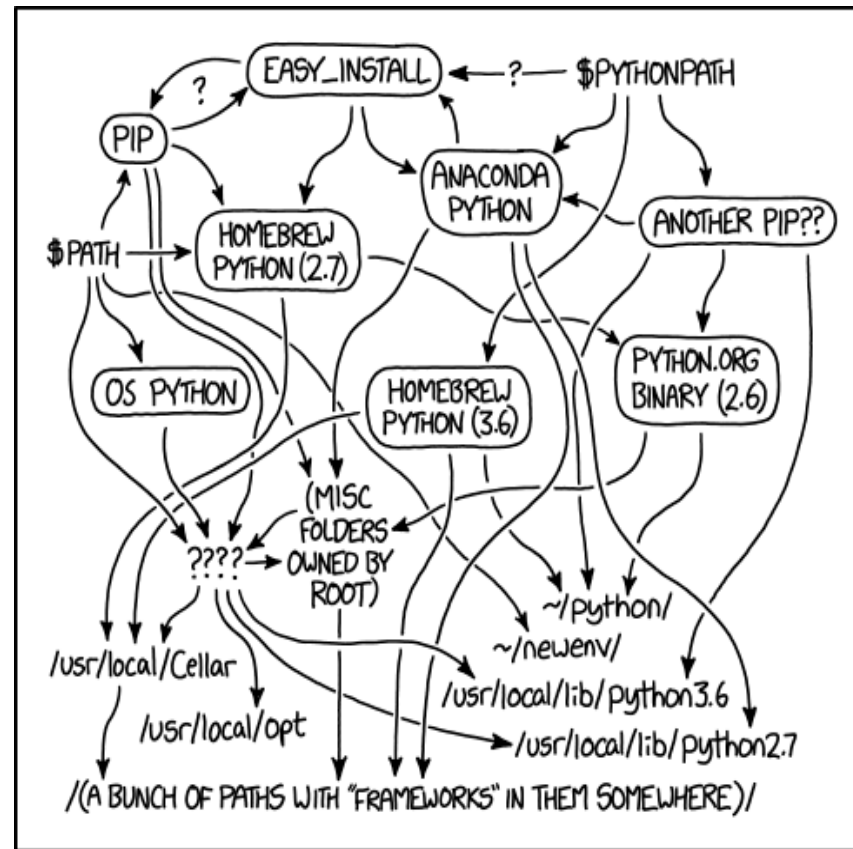 EASY_INSTALL
?
$PYTHONPATH
?
PIP
ANACONDA
PYTHON
ANOTHER PIP??
HOMEBREW
PYTHON (2.7)
$PATH
OS PYTHON
HOMEBREW
PYTHON (3.6)
PYTHON.ORG
BINARY (2.6)
(MISC
FOLDERS
OWNED BY
ROOT)
????
~/python/
~/newenv/
/usr/local/Cellar
/usr/local/lib/python3.6
/usr/local/opt
/usr/local/lib/python2.7
/(A BUNCH OF PATHS WITH "FRAMEWORKS" IN THEM SOMEWHERE)/